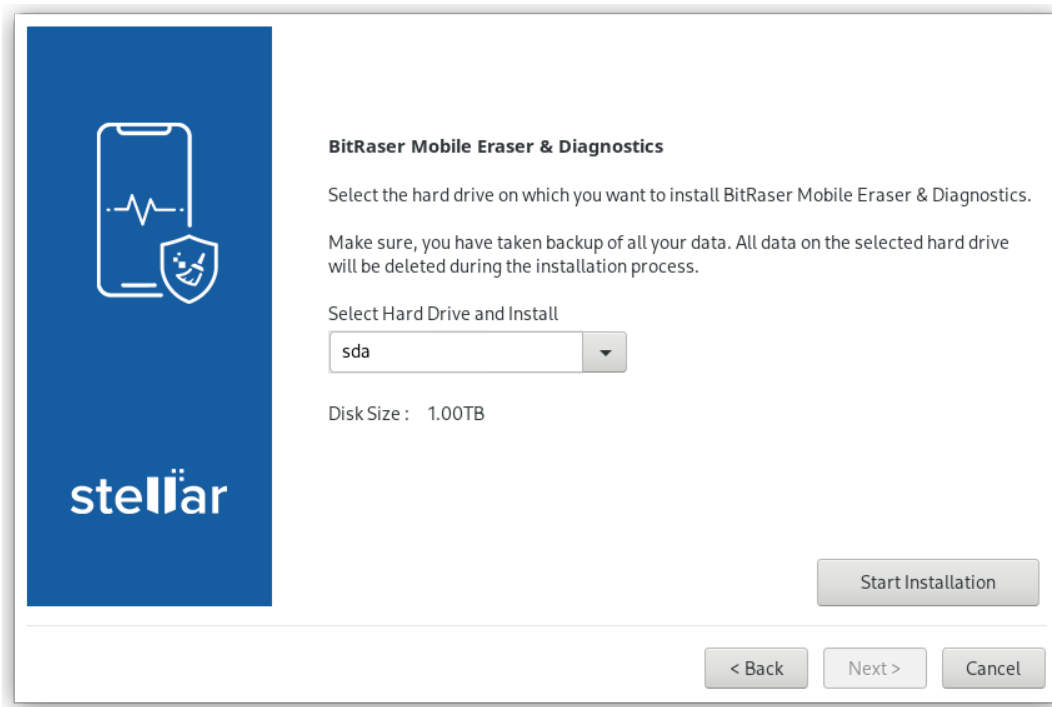 BitRaser Mobile Eraser & Diagnostics
Select the hard drive on which you want to install BitRaser Mobile Eraser & Diagnostics.
Make sure, you have taken backup of all your data. All data on the selected hard drive
will be deleted during the installation process.
Select Hard Drive and Install
sda
Disk Size : 1.00TB
stellar
Start Installation
< Back
Next >
Cancel